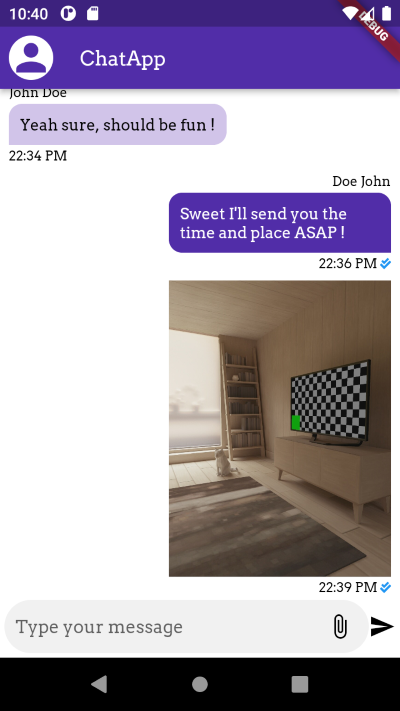 10:40
DEBUG
ChatApp
John Doe
Yeah sure, should be fun !
22:34 PM
Doe John
Sweet I'll send you the
time and place ASAP !
22:36 PM
22:39 PM
Type your message